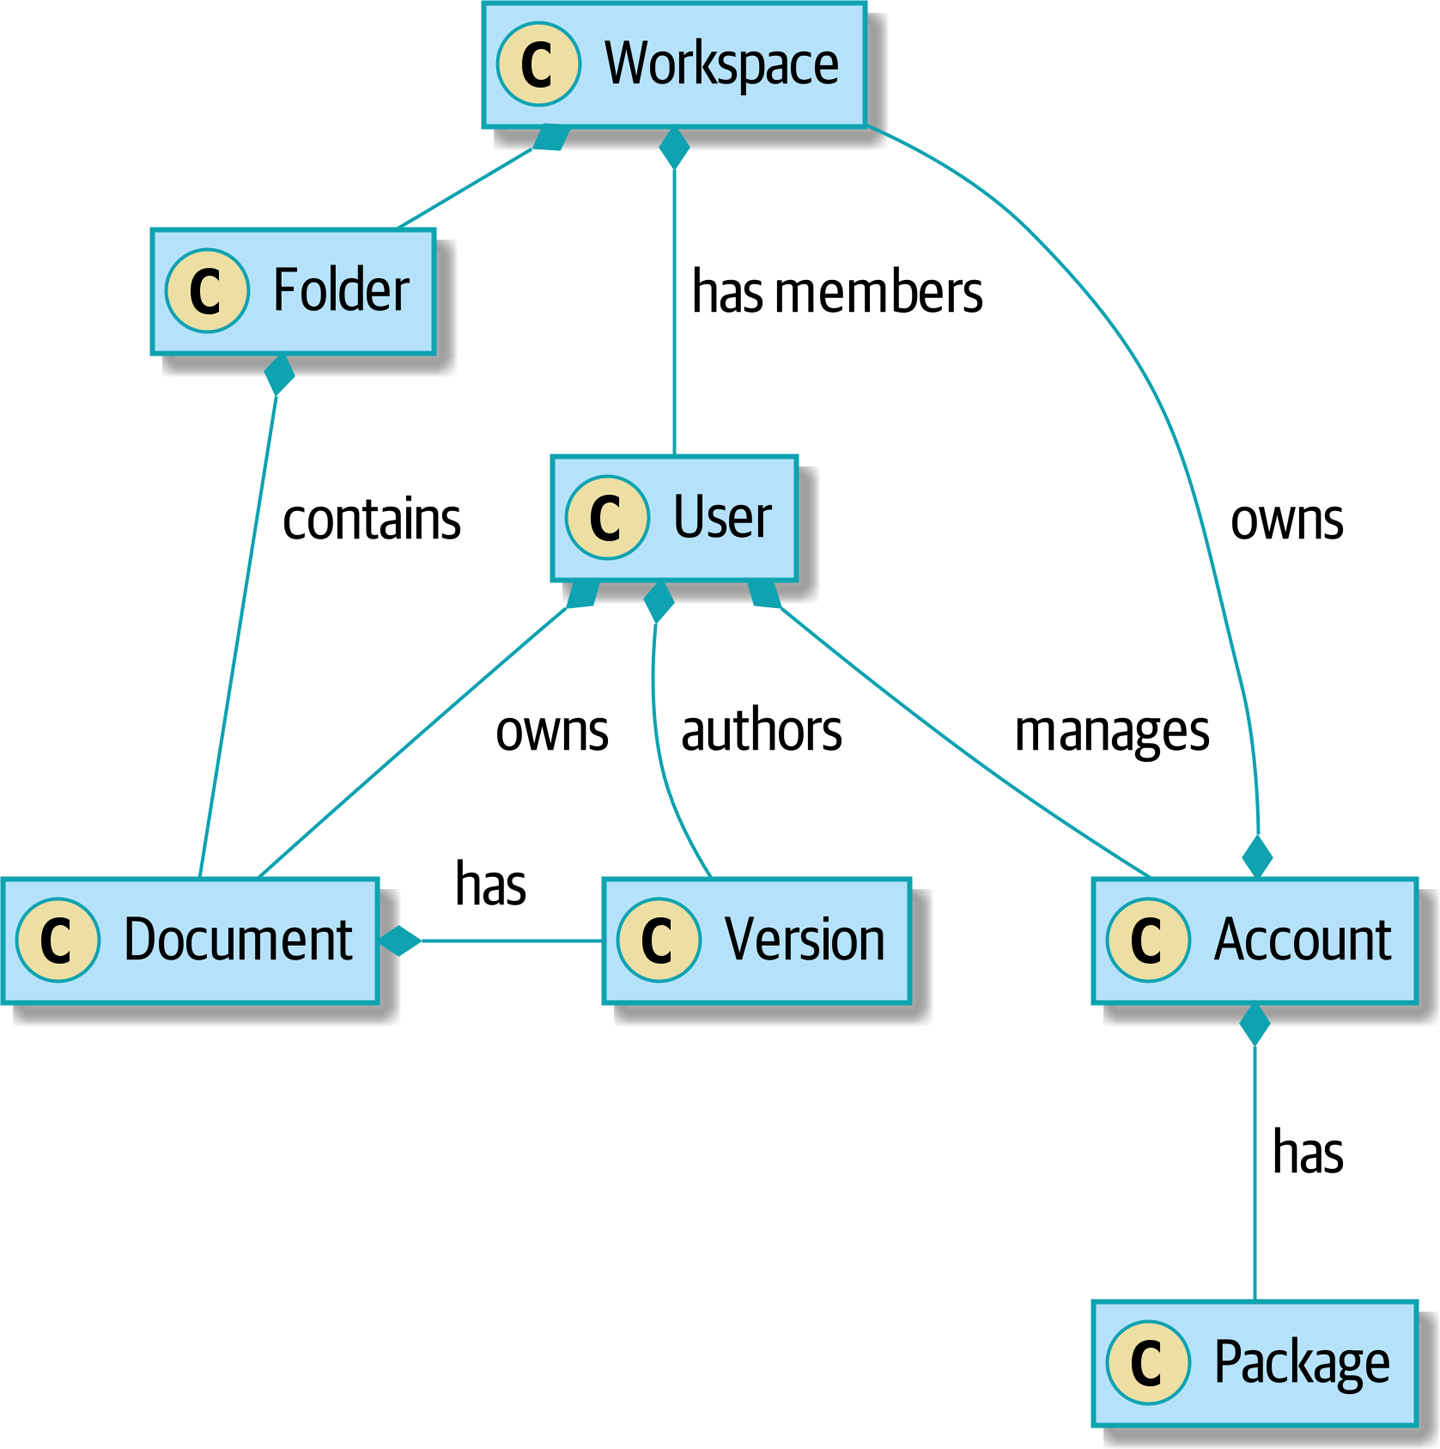 C Workspace
C Folder
has members
C User
contains
owns
owns
authors
manages
has
C Document
C Version
C Account
has
C Package